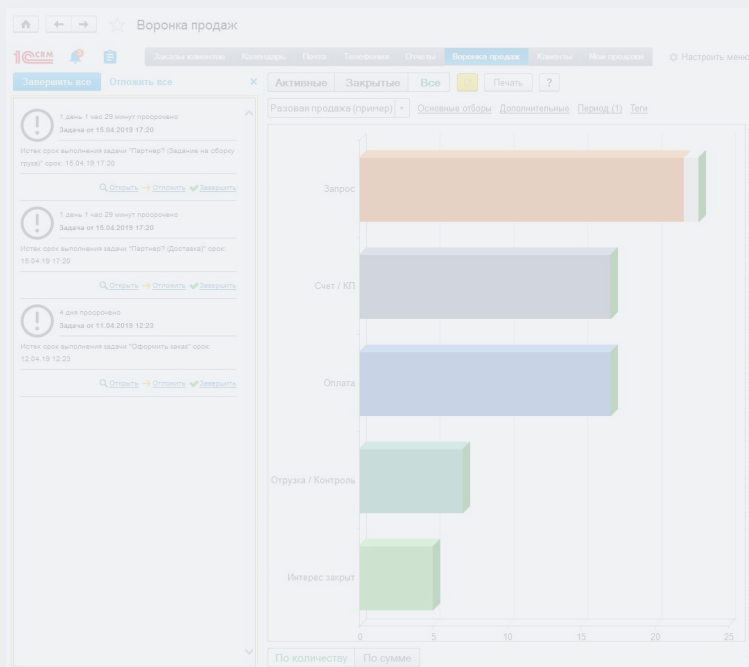 Воронка продаж
1С:CRM
Заказы клиентов Календарь Почта Телефония Отчеты Воронка продаж Клиенты Мои продажи Настроить меню
Завершить все Отложить все
Активные Закрытые Все Печать ?
Разовая продажа (пример) Основные отборы Дополнительные Период (1) Теги
1 день 1 час 29 минут просрочено
Задача от 15.04.2019 17:20
Истек срок выполнения задачи "Партнер? (Задание на сборку
груза)" срок: 15.04.19 17:20
Открыть Отложить Завершить
1 день 1 час 29 минут просрочено
Задача от 15.04.2019 17:20
Истек срок выполнения задачи "Партнер? (Доставка)" срок:
15.04.19 17:20
Открыть Отложить Завершить
4 дня просрочено
Задача от 11.04.2019 12:23
Истек срок выполнения задачи "Оформить заказ" срок:
12.04.19 12:23
Открыть Отложить Завершить
Запрос
Счет / КП
Оплата
Отрузка / Контроль
Интерес закрыт
0 5 10 15 20 25
По количеству По сумме